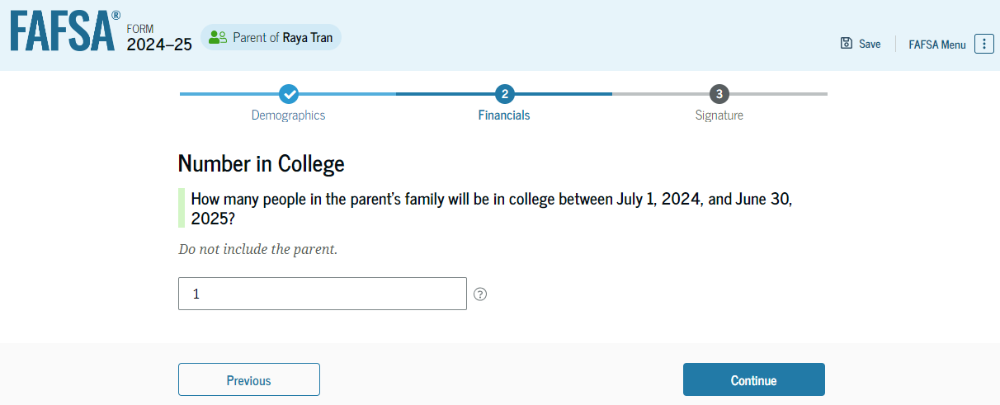 FAFSA®
FORM
2024–25
Parent of Raya Tran
Save
FAFSA Menu
2
3
Demographics
Financials
Signature
Number in College
How many people in the parent's family will be in college between July 1, 2024, and June 30,
2025?
Do not include the parent.
1
?
Previous
Continue